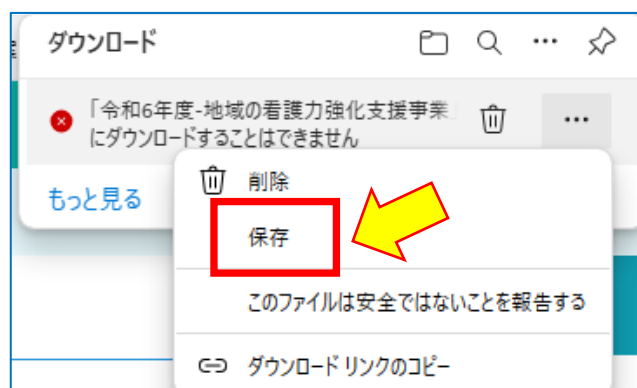 ダウンロード
「令和6年度-地域の看護力強化支援事業
にダウンロードすることはできません
もっと見る
削除
保存
このファイルは安全ではないことを報告する
ダウンロード リンクのコピー